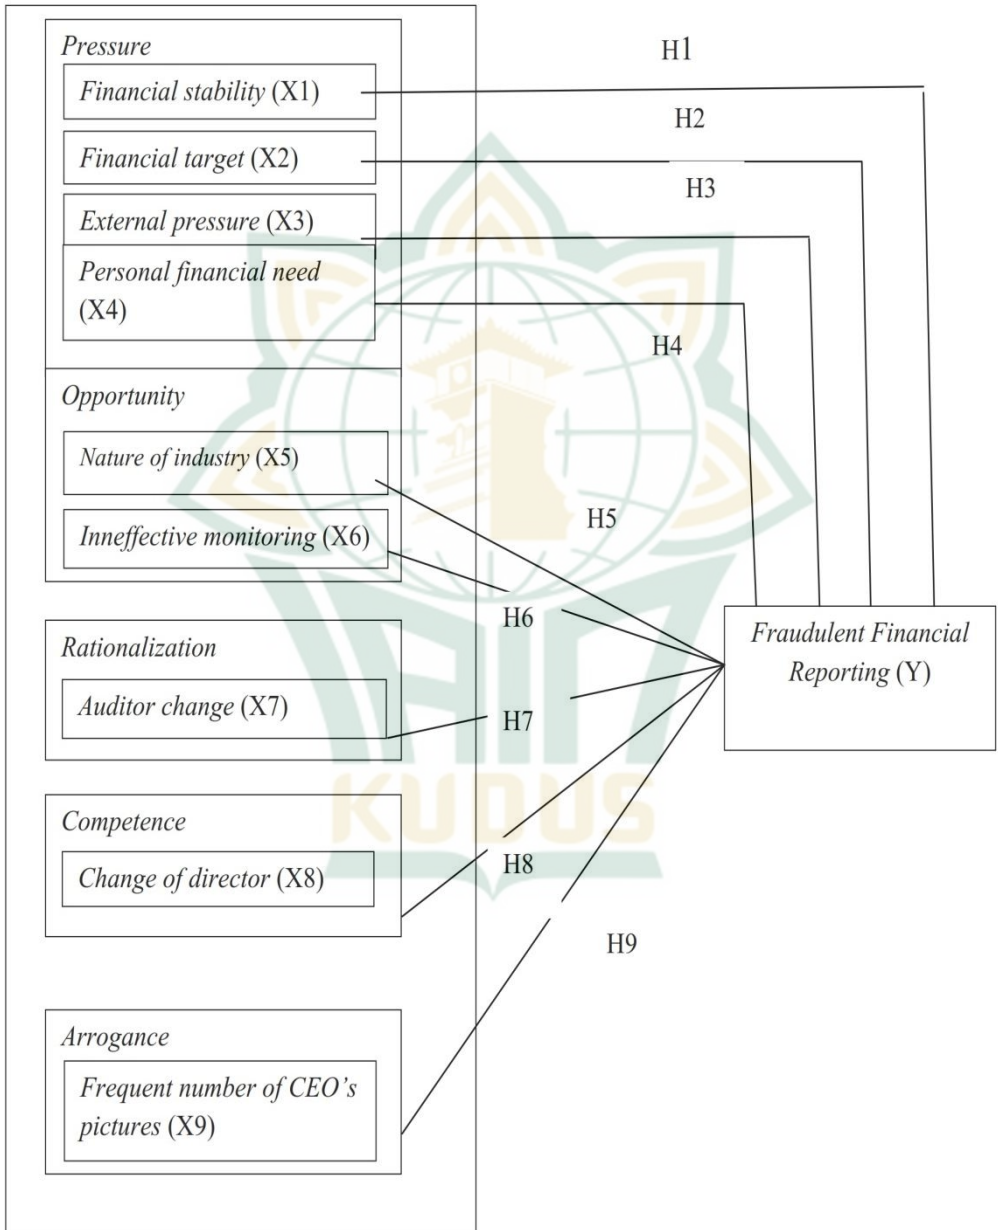 Pressure
Financial stability (X1)
Financial target (X2)
External pressure (X3)
Personal financial need
(X4)
Opportunity
Nature of industry (X5)
Inneffective monitoring (X6)
Rationalization
Auditor change (X7)
Competence
Change of director (X8)
Arrogance
Frequent number of CEO’s
pictures (X9)
H1
H2
H3
H4
H5
H6
H7
H8
H9
Fraudulent Financial
Reporting (Y)
IAIN
KUDUS